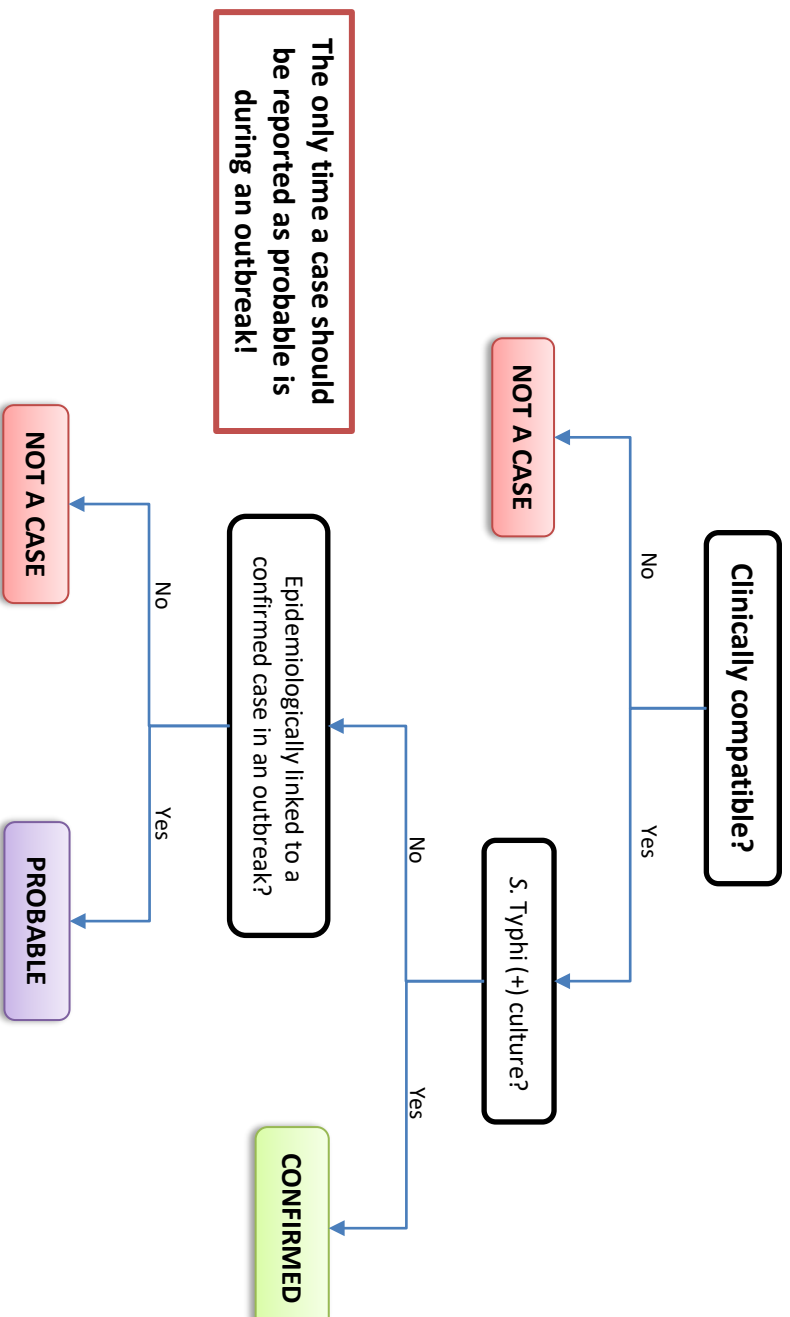 Clinically compatible?
No
Yes
NOT A CASE
S. Typhi (+) culture?
No
Yes
The only time a case should
be reported as probable is
during an outbreak!
Epidemiologically linked to a
confirmed case in an outbreak?
CONFIRMED
No
Yes
NOT A CASE
PROBABLE